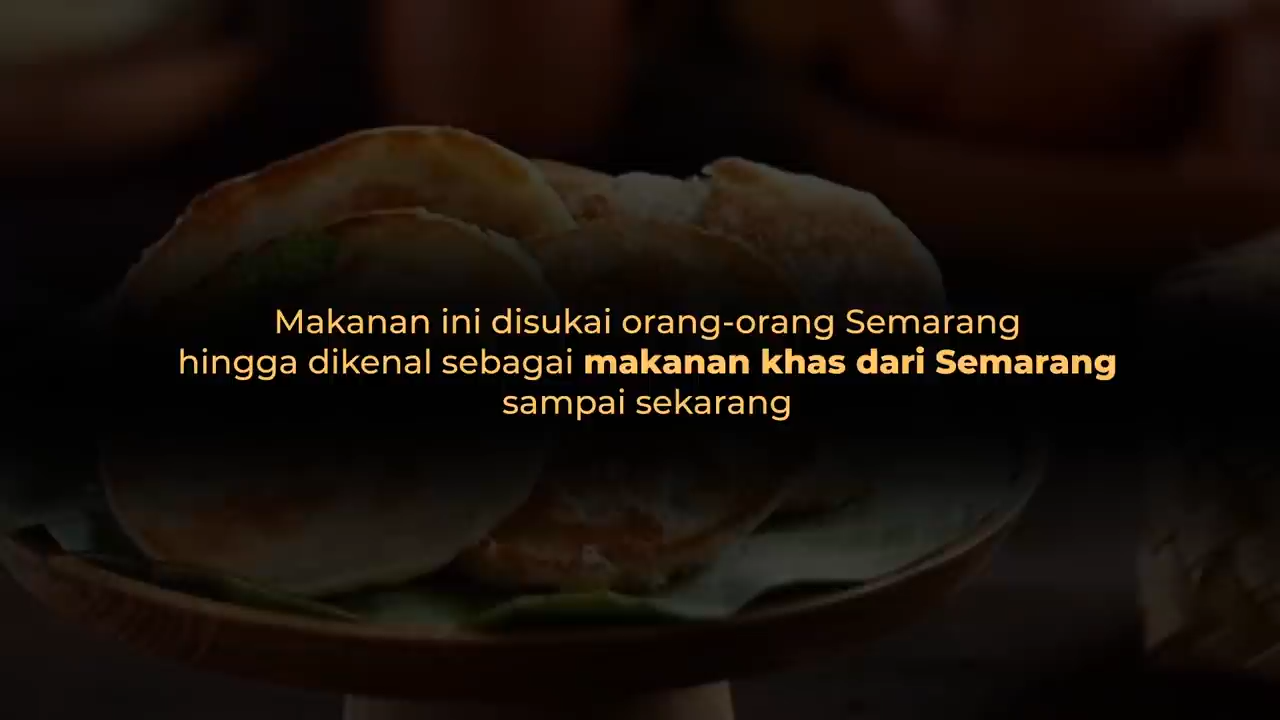 Makanan ini disukai orang-orang Semarang
hingga dikenal sebagai makanan khas dari Semarang
sampai sekarang